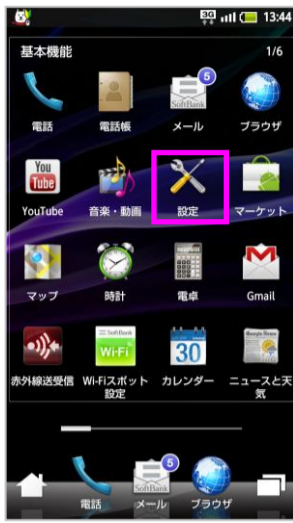 3G 13:44
基本機能 1/6
5
SoftBank
電話 電話帳 メール ブラウザ
You
Tube
YouTube 音楽・動画 設定 マーケット
マップ 時計 電卓 Gmail
SoftBank
Wi-Fi
30
赤外線送受信 Wi-Fiスポット設定 カレンダー ニュースと天気
5
SoftBank
電話 メール ブラウザ